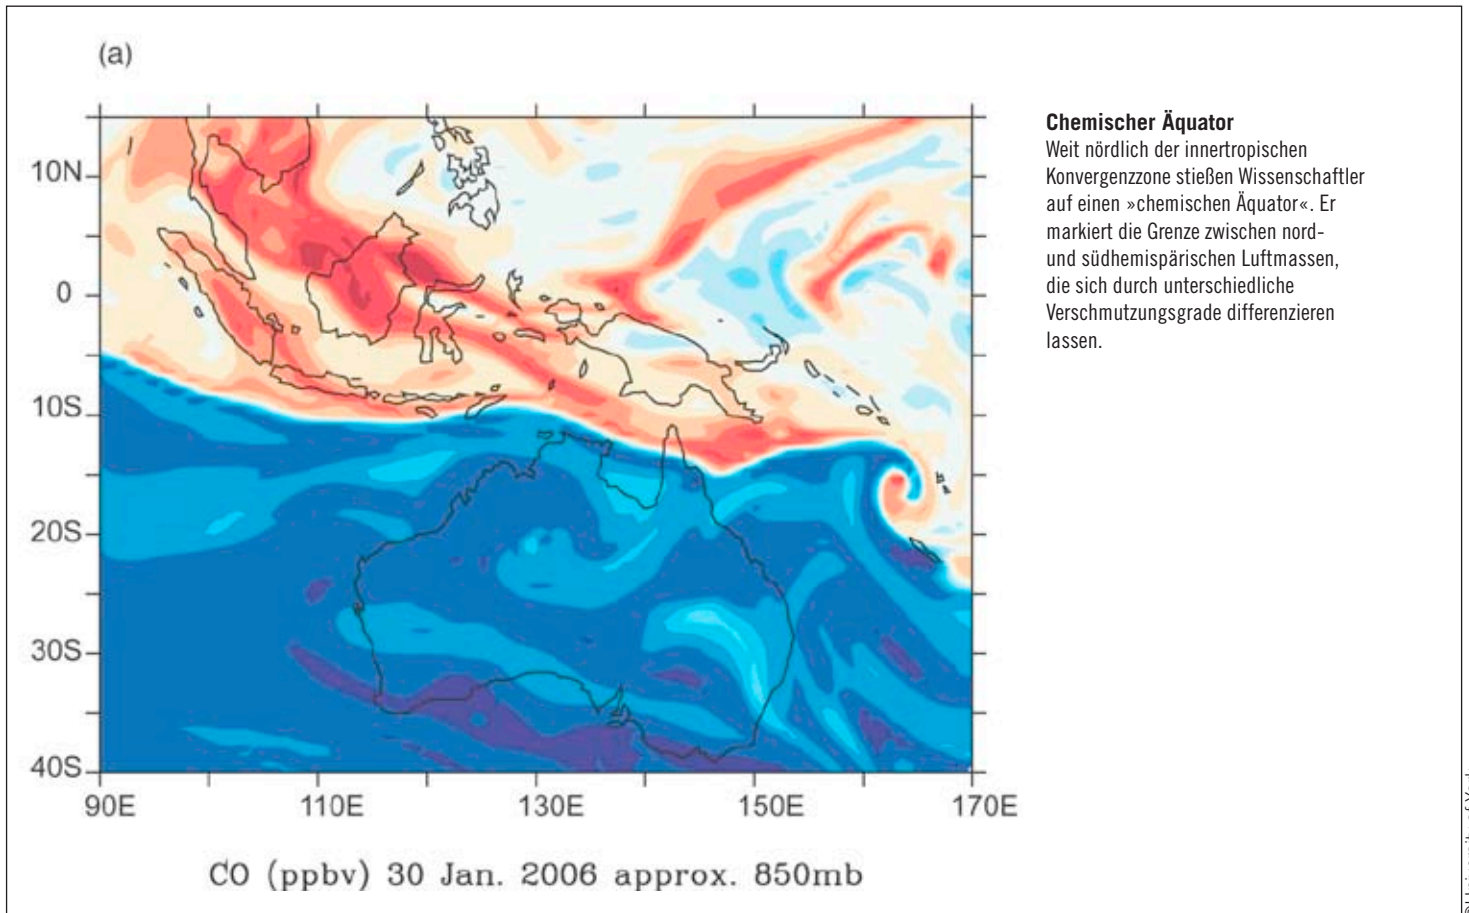 (a)
10N
0
10S
20S
30S
40S
90E 110E 130E 150E 170E
CO (ppbv) 30 Jan. 2006 approx. 850mb
Chemischer Äquator
Weit nördlich der innertropischen
Konvergenzzone stießen Wissenschaftler
auf einen »chemischen Äquator«. Er
markiert die Grenze zwischen nord-
und südhemispärischen Luftmassen,
die sich durch unterschiedliche
Verschmutzungsgrade differenzieren
lassen.